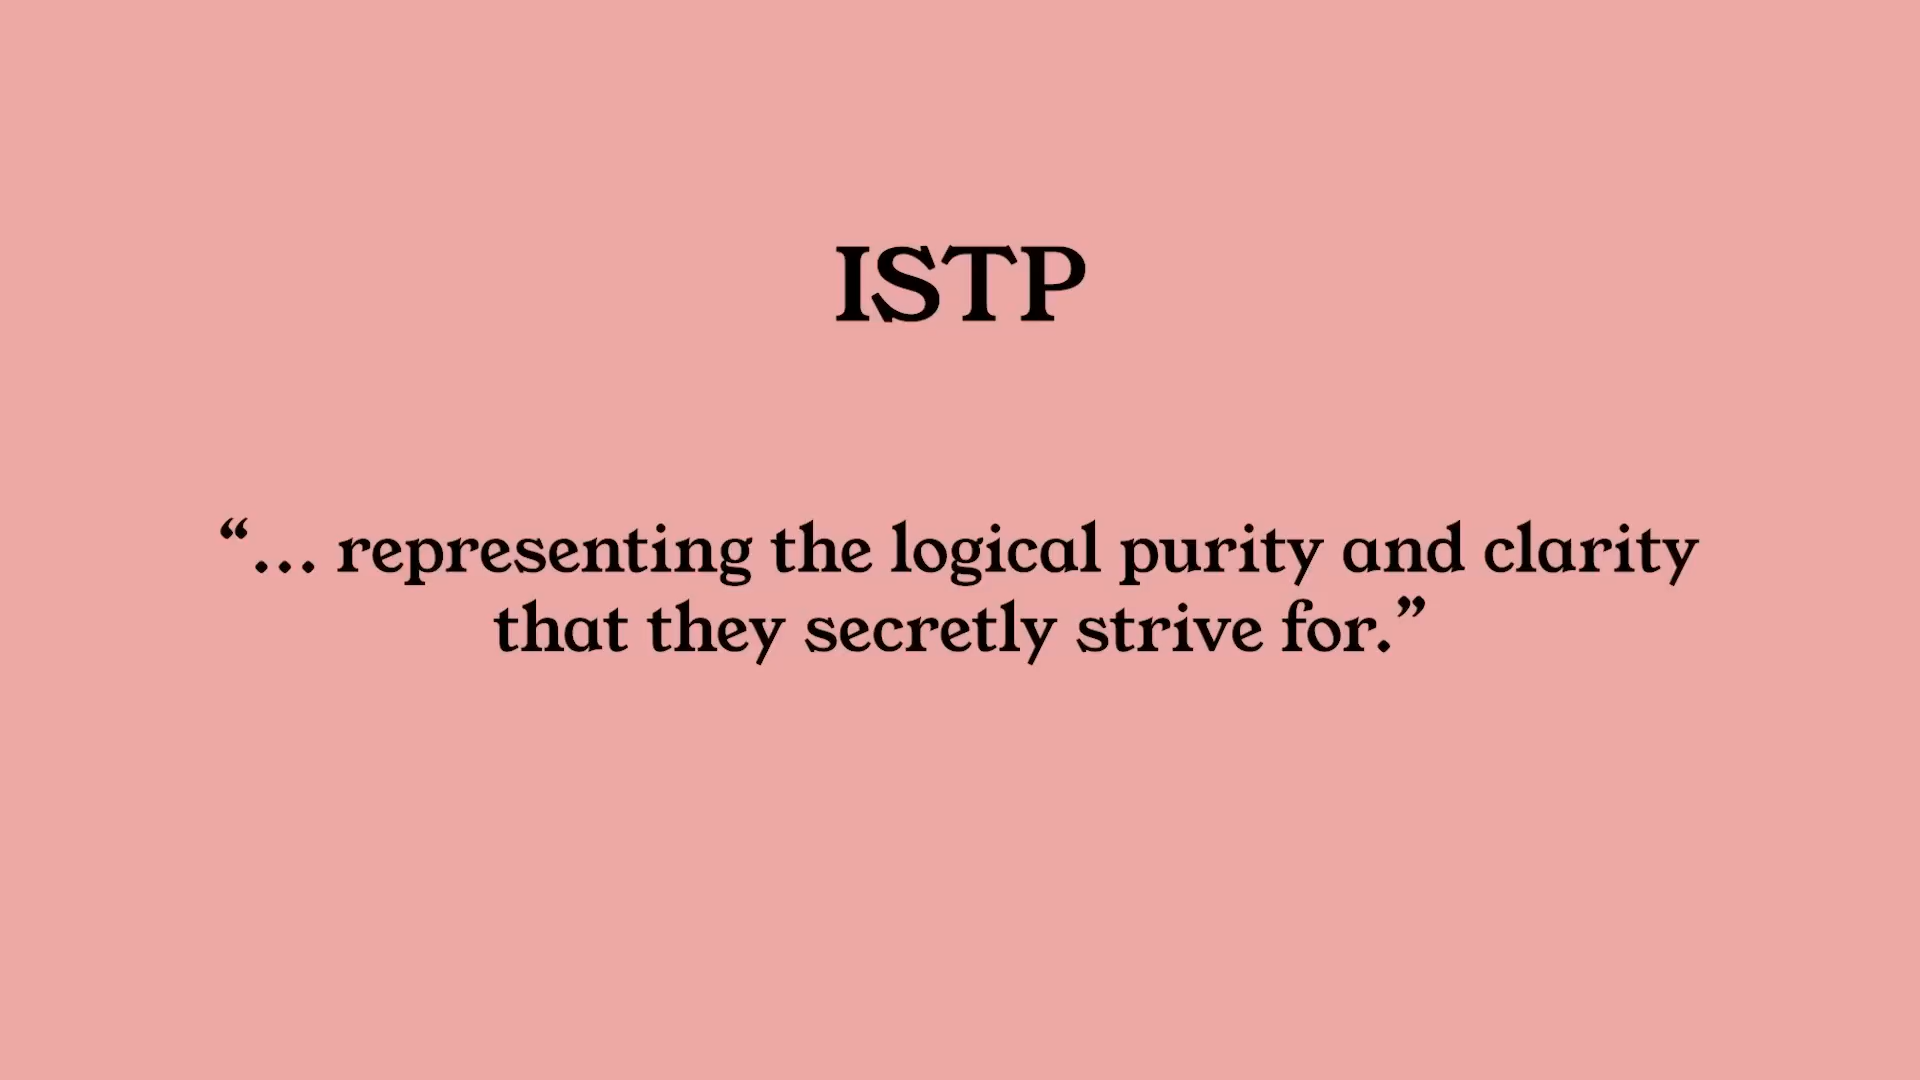 ISTP
“... representing the logical purity and clarity
that they secretly strive for.”